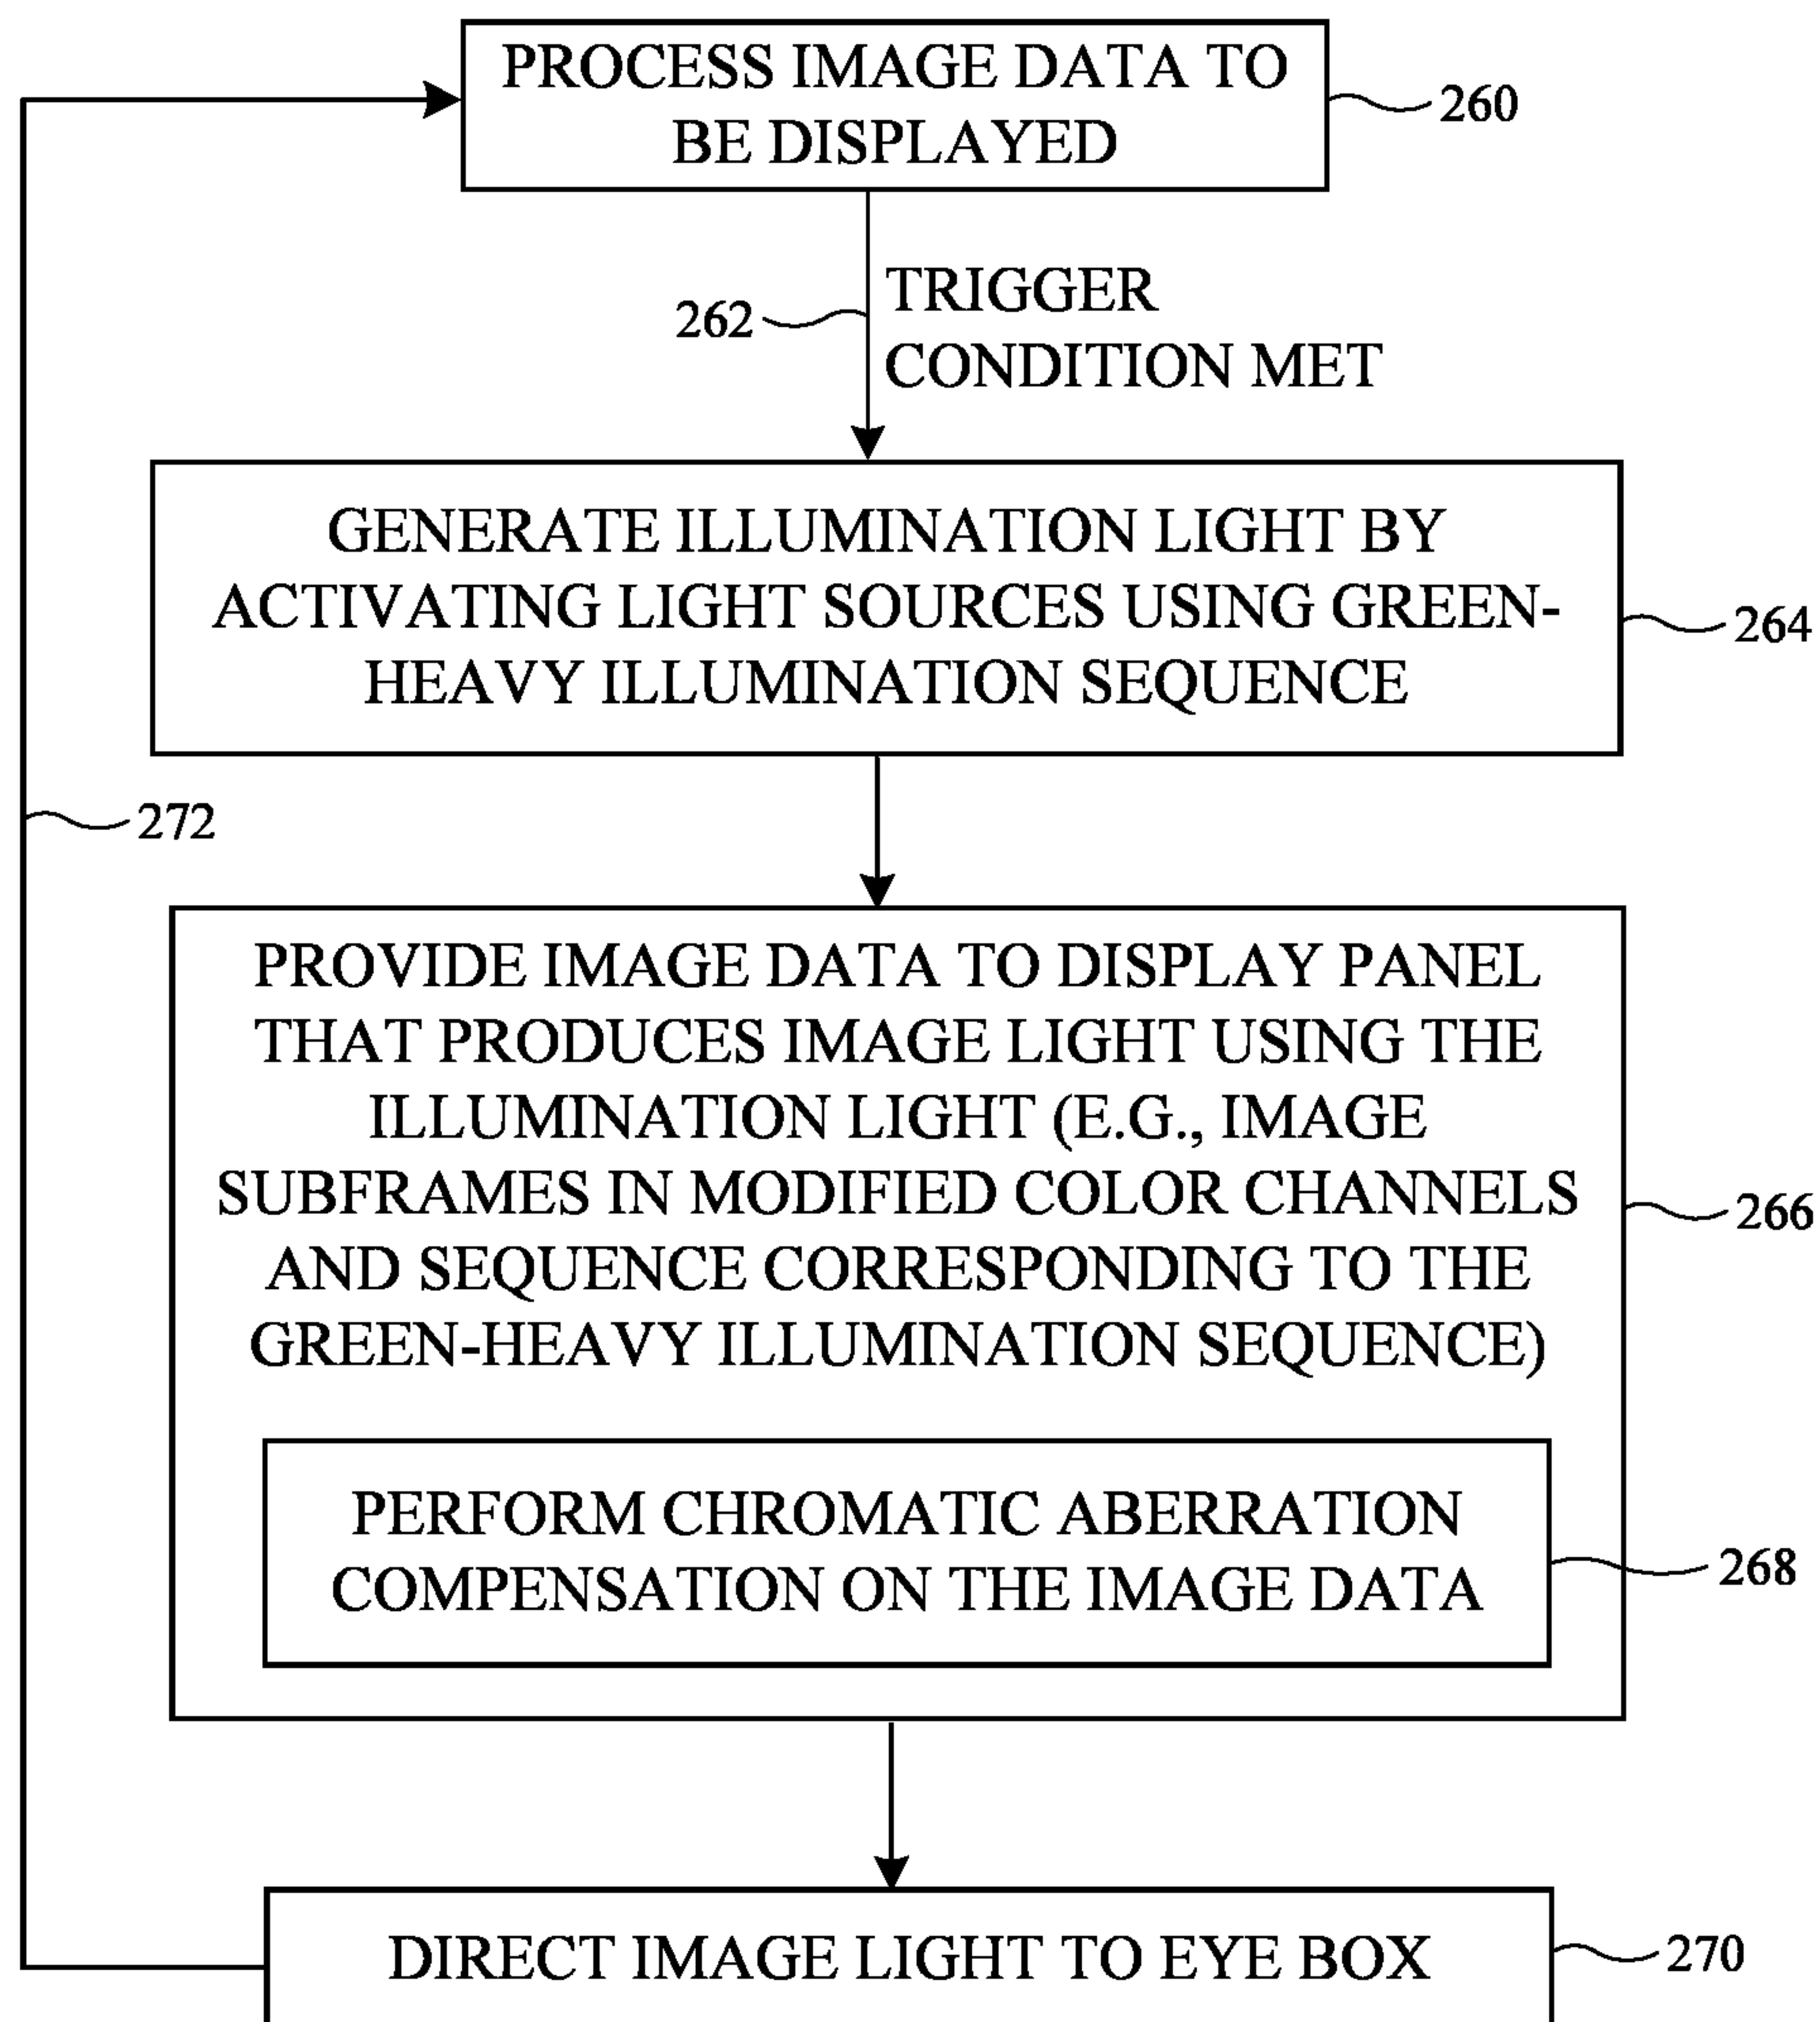 PROCESS IMAGE DATA TO
BE DISPLAYED
260
262
TRIGGER
CONDITION MET
GENERATE ILLUMINATION LIGHT BY
ACTIVATING LIGHT SOURCES USING GREEN-
HEAVY ILLUMINATION SEQUENCE
264
272
PROVIDE IMAGE DATA TO DISPLAY PANEL
THAT PRODUCES IMAGE LIGHT USING THE
ILLUMINATION LIGHT (E.G., IMAGE
SUBFRAMES IN MODIFIED COLOR CHANNELS
AND SEQUENCE CORRESPONDING TO THE
GREEN-HEAVY ILLUMINATION SEQUENCE)
266
PERFORM CHROMATIC ABERRATION
COMPENSATION ON THE IMAGE DATA
268
DIRECT IMAGE LIGHT TO EYE BOX
270